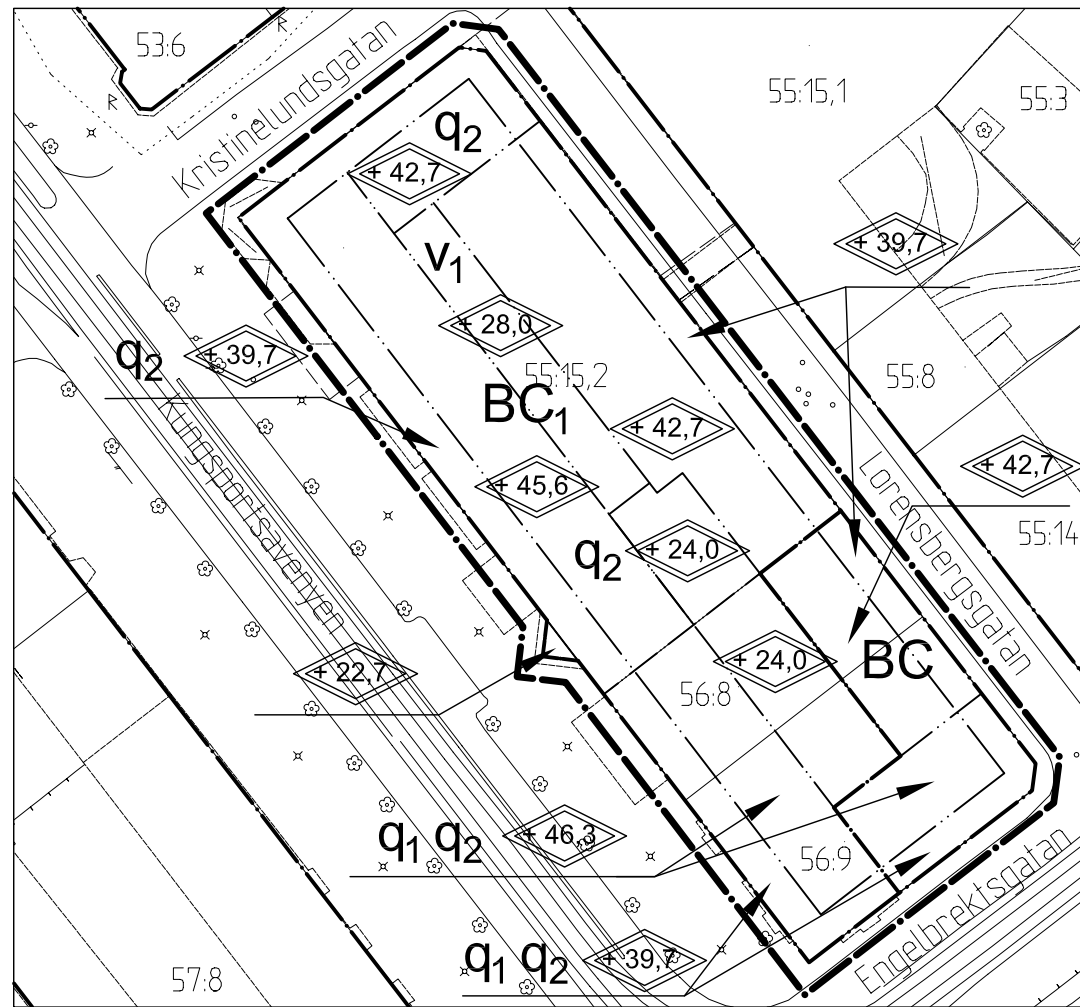 53:6
Kristinelundsgatan
55:15,1
55:3
q2
+ 42,7
v1
+ 39,7
+ 28,0
q2
+ 39,7
55:15,2
55:8
BC1
+ 42,7
+ 42,7
Kungsportsavenyen
+ 45,6
Lorensbergsgatan
55:14
q2
+ 24,0
+ 22,7
+ 24,0
BC
56:8
q1 q2
+ 46,3
56:9
Engelbrektsgatan
q1 q2
+ 39,7
57:8